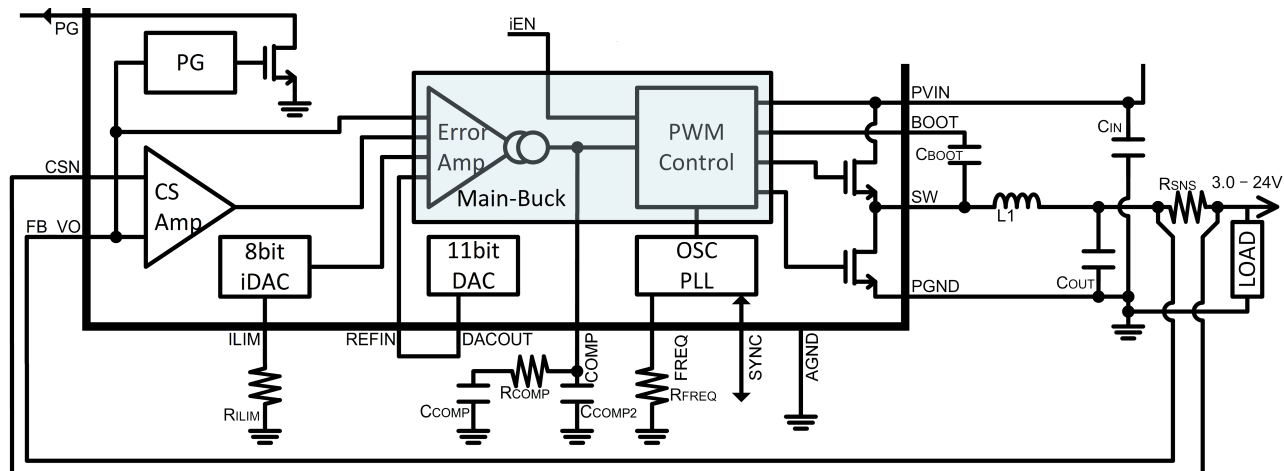 PG
iEN
PG
PVIN
BOOT
CIN
CBOOT
Error
Amp
PWM
Control
Main-Buck
CSN
CS
Amp
SW
L1
RSNS
3.0 – 24V
FB VO
8bit
iDAC
11bit
DAC
OSC
PLL
COUT
LOAD
PGND
ILIM
REFIN
DACOUT
COMP
FREQ
SYNC
AGND
RILIM
CCOMP
RCOMP
CCOMP2
RFREQ